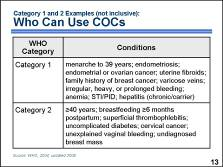 Category 1 and 2 Examples (not inclusive):
Who Can Use COCs
WHO
Category
Conditions
Category 1
menarche to 39 years; endometriosis;
endometrial or ovarian cancer; uterine fibroids;
family history of breast cancer; varicose veins;
irregular, heavy, or prolonged bleeding;
anemia; STI/PID; hepatitis (chronic/carrier)
Category 2
≥40 years; breastfeeding ≥6 months
postpartum; superficial thrombophlebitis;
uncomplicated diabetes; cervical cancer;
unexplained vaginal bleeding; undiagnosed
breast mass
Source: WHO, 2004; updated 2008.
13